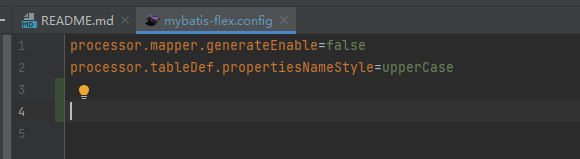 README.md
mybatis-flex.config
1 processor.mapper.generateEnable=false
2 processor.tableDef.propertiesNameStyle=upperCase
3
4
5